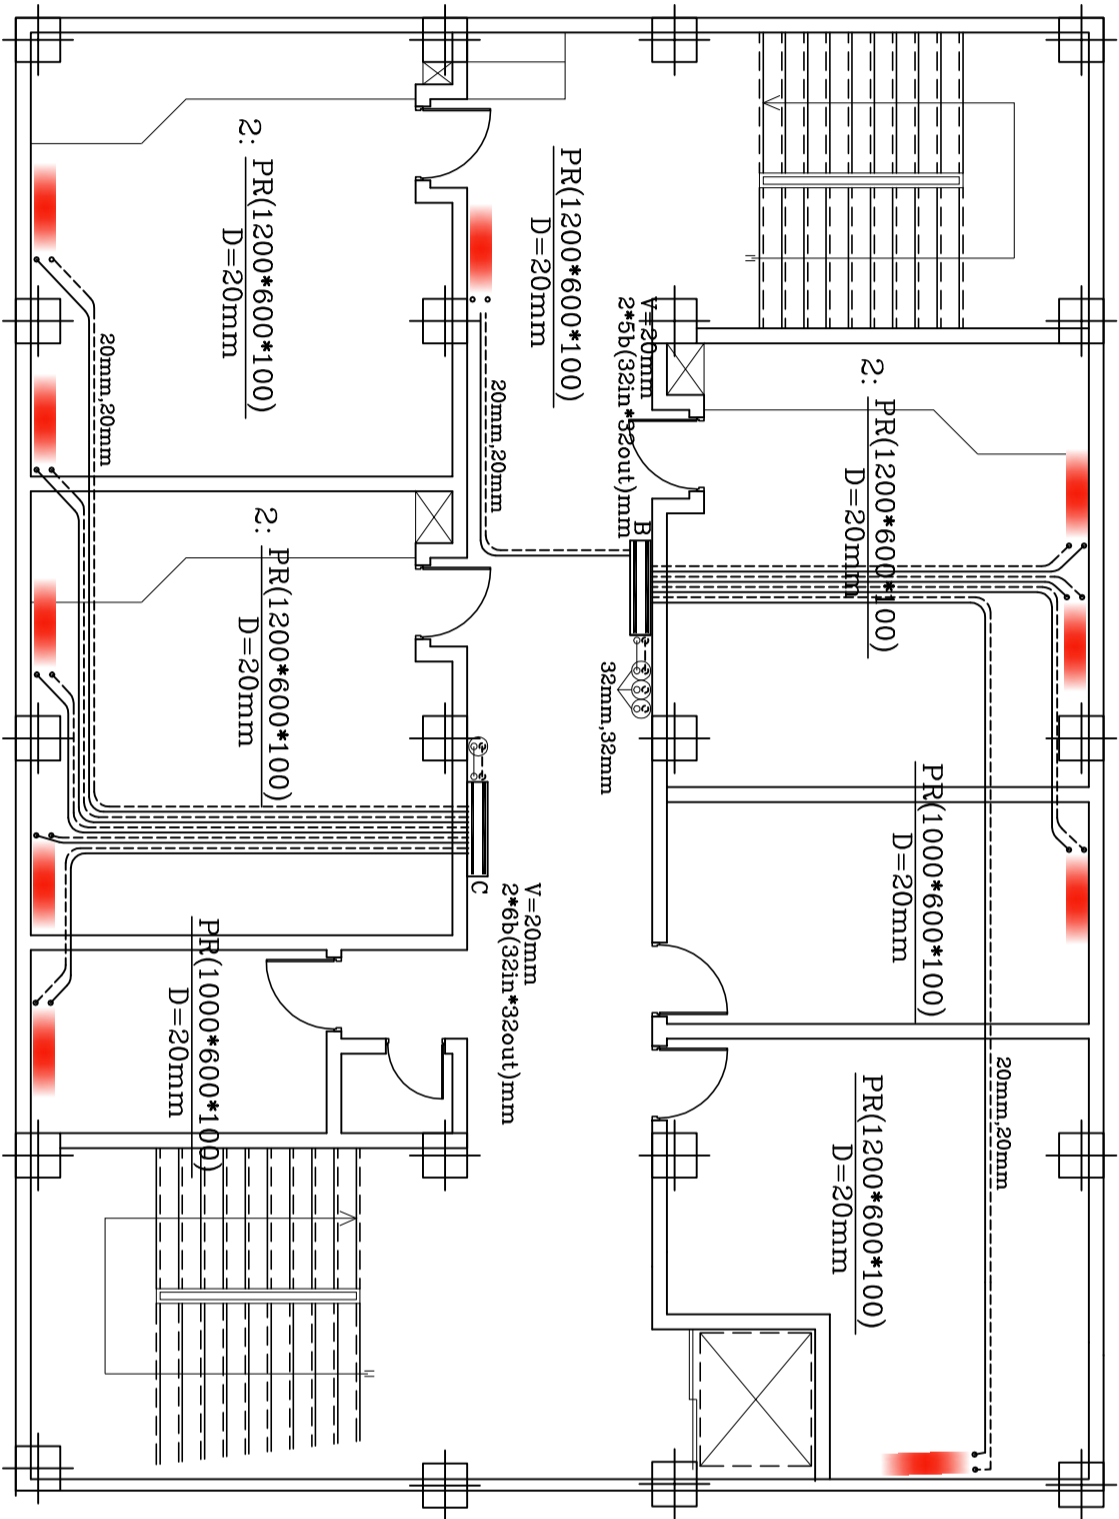 2:
PR(1200*600*100)
D=20mm
PR(1200*600*100)
D=20mm
V=20mm
2*5b(32in*32out)mm
2:
PR(1200*600*100)
D=20mm
20mm,20mm
20mm,20mm
B
2:
PR(1200*600*100)
D=20mm
32mm,32mm
PR(1000*600*100)
D=20mm
C
V=20mm
2*6b(32in*32out)mm
PR(1000*600*100)
D=20mm
20mm,20mm
PR(1200*600*100)
D=20mm